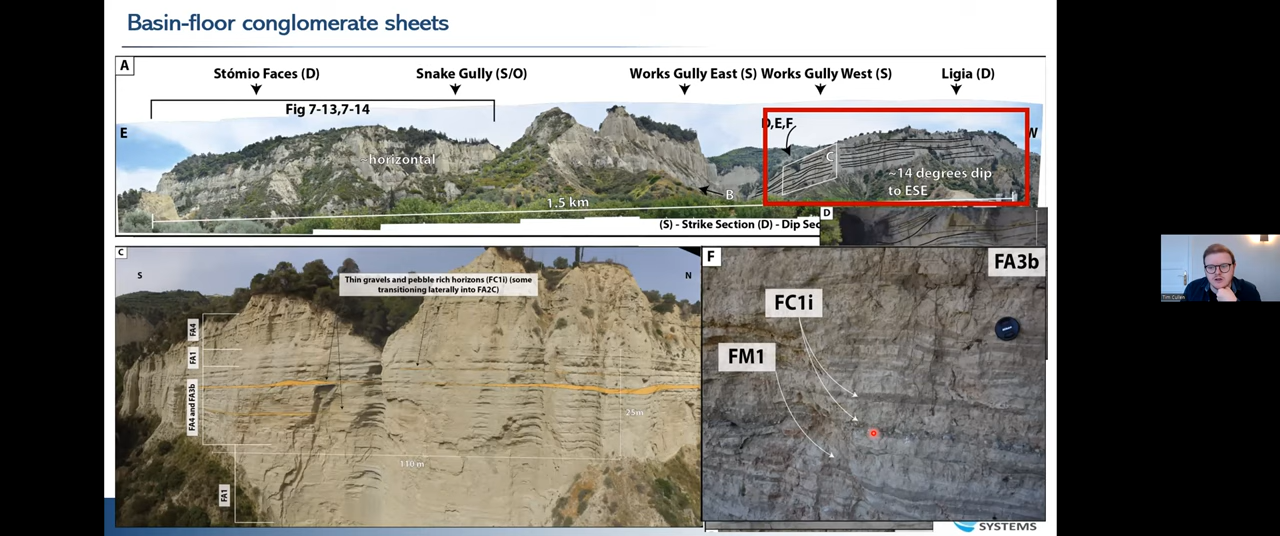 Basin-floor conglomerate sheets
A
Stómio Faces (D)
Snake Gully (S/O)
Works Gully East (S)
Works Gully West (S)
Ligia (D)
Fig 7-13,7-14
D,E,F
E
W
~horizontal
C
~14 degrees dip
to ESE
B
1.5 km
(S) - Strike Section (D) - Dip Sec
D
C
S
N
Thin gravels and pebble rich horizons (FC1i) (some
transitioning laterally into FA2C)
FA4
FA1
FA4 and FA3b
FA1
25m
110 m
F
FA3b
FC1i
FM1
SYSTEMS